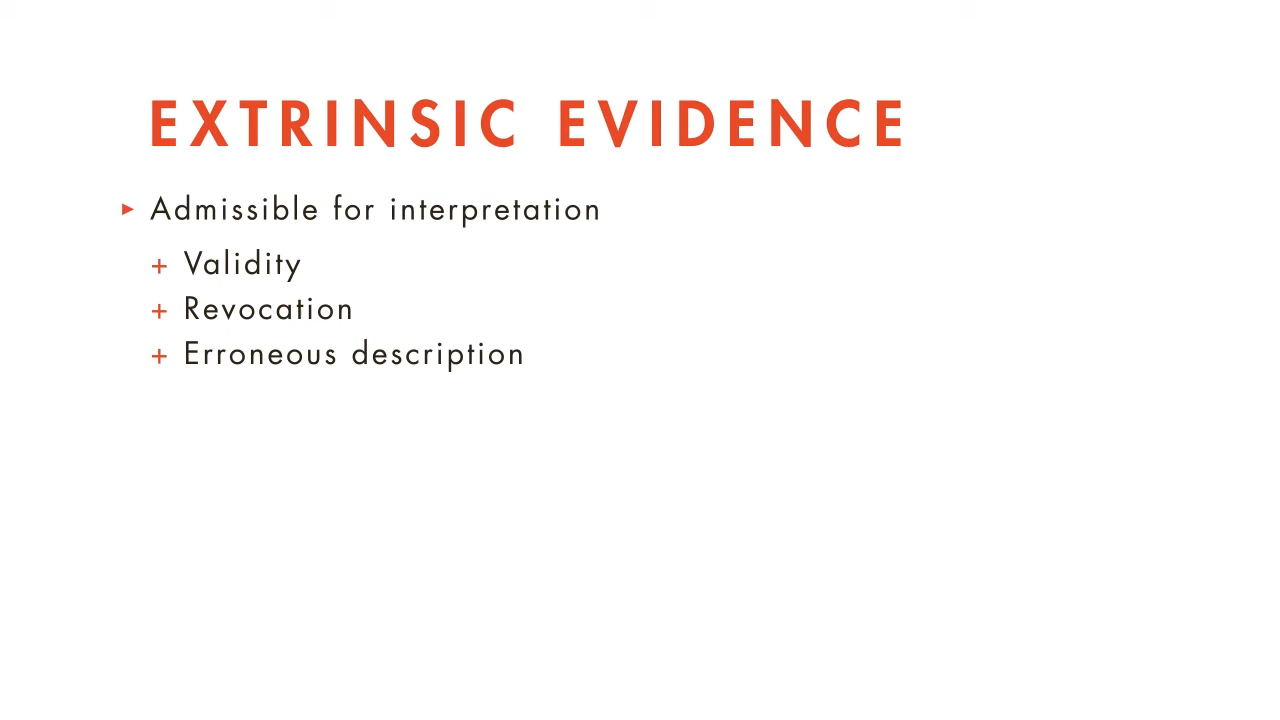 EXTRINSIC EVIDENCE
▸ Admissible for interpretation
+ Validity
+ Revocation
+ Erroneous description